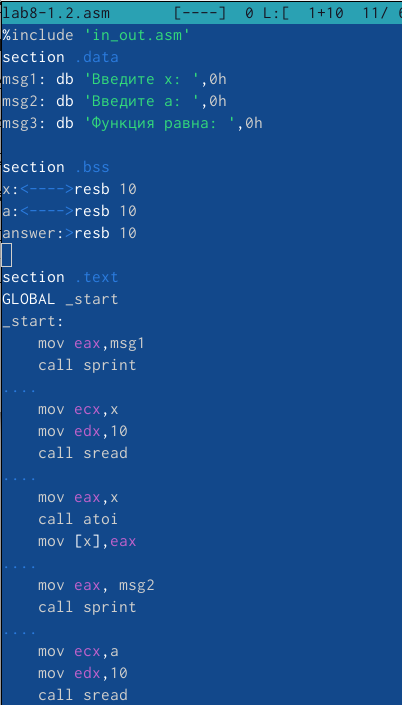 lab8-1.2.asm [----] 0 L:[ 1+10 11/ 6
%include 'in_out.asm'
section .data
msg1: db 'Введите x: ',0h
msg2: db 'Введите a: ',0h
msg3: db 'Функция равна: ',0h
section .bss
x:<---->resb 10
a:<---->resb 10
answer:>resb 10
section .text
GLOBAL _start
_start:
mov eax,msg1
call sprint
....
mov ecx,x
mov edx,10
call sread
....
mov eax,x
call atoi
mov [x],eax
....
mov eax, msg2
call sprint
....
mov ecx,a
mov edx,10
call sread